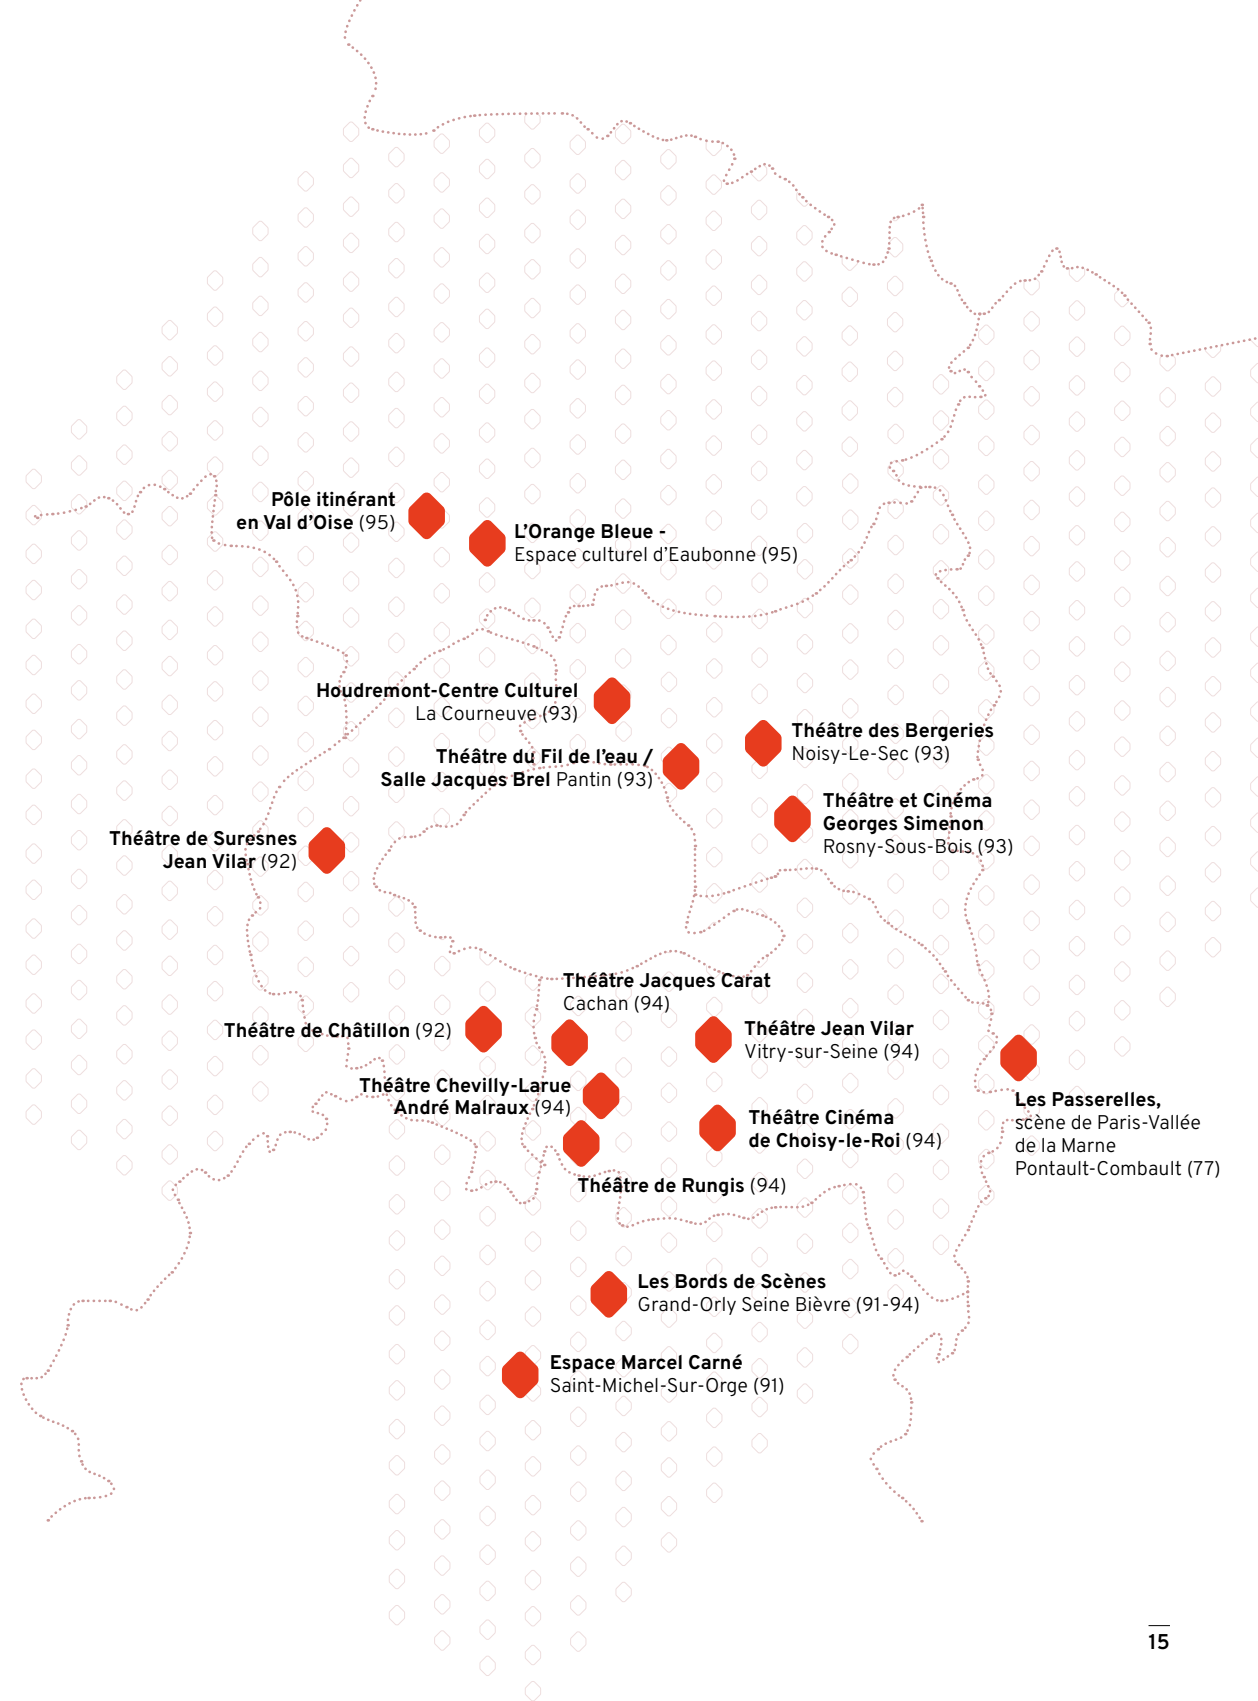 Pôle itinérant
en Val d'Oise (95)
L'Orange Bleue -
Espace culturel d'Eaubonne (95)
Houdremont-Centre Culturel
La Courneuve (93)
Théâtre des Bergeries
Noisy-Le-Sec (93)
Théâtre du Fil de l'eau /
Salle Jacques Brel Pantin (93)
Théâtre et Cinéma
Georges Simenon
Rosny-Sous-Bois (93)
Théâtre de Suresnes
Jean Vilar (92)
Théâtre Jacques Carat
Cachan (94)
Théâtre de Châtillon (92)
Théâtre Jean Vilar
Vitry-sur-Seine (94)
Théâtre Chevilly-Larue
André Malraux (94)
Les Passerelles,
scène de Paris-Vallée
de la Marne
Pontault-Combault (77)
Théâtre Cinéma
de Choisy-le-Roi (94)
Théâtre de Rungis (94)
Les Bords de Scènes
Grand-Orly Seine Bièvre (91-94)
Espace Marcel Carné
Saint-Michel-Sur-Orge (91)
15